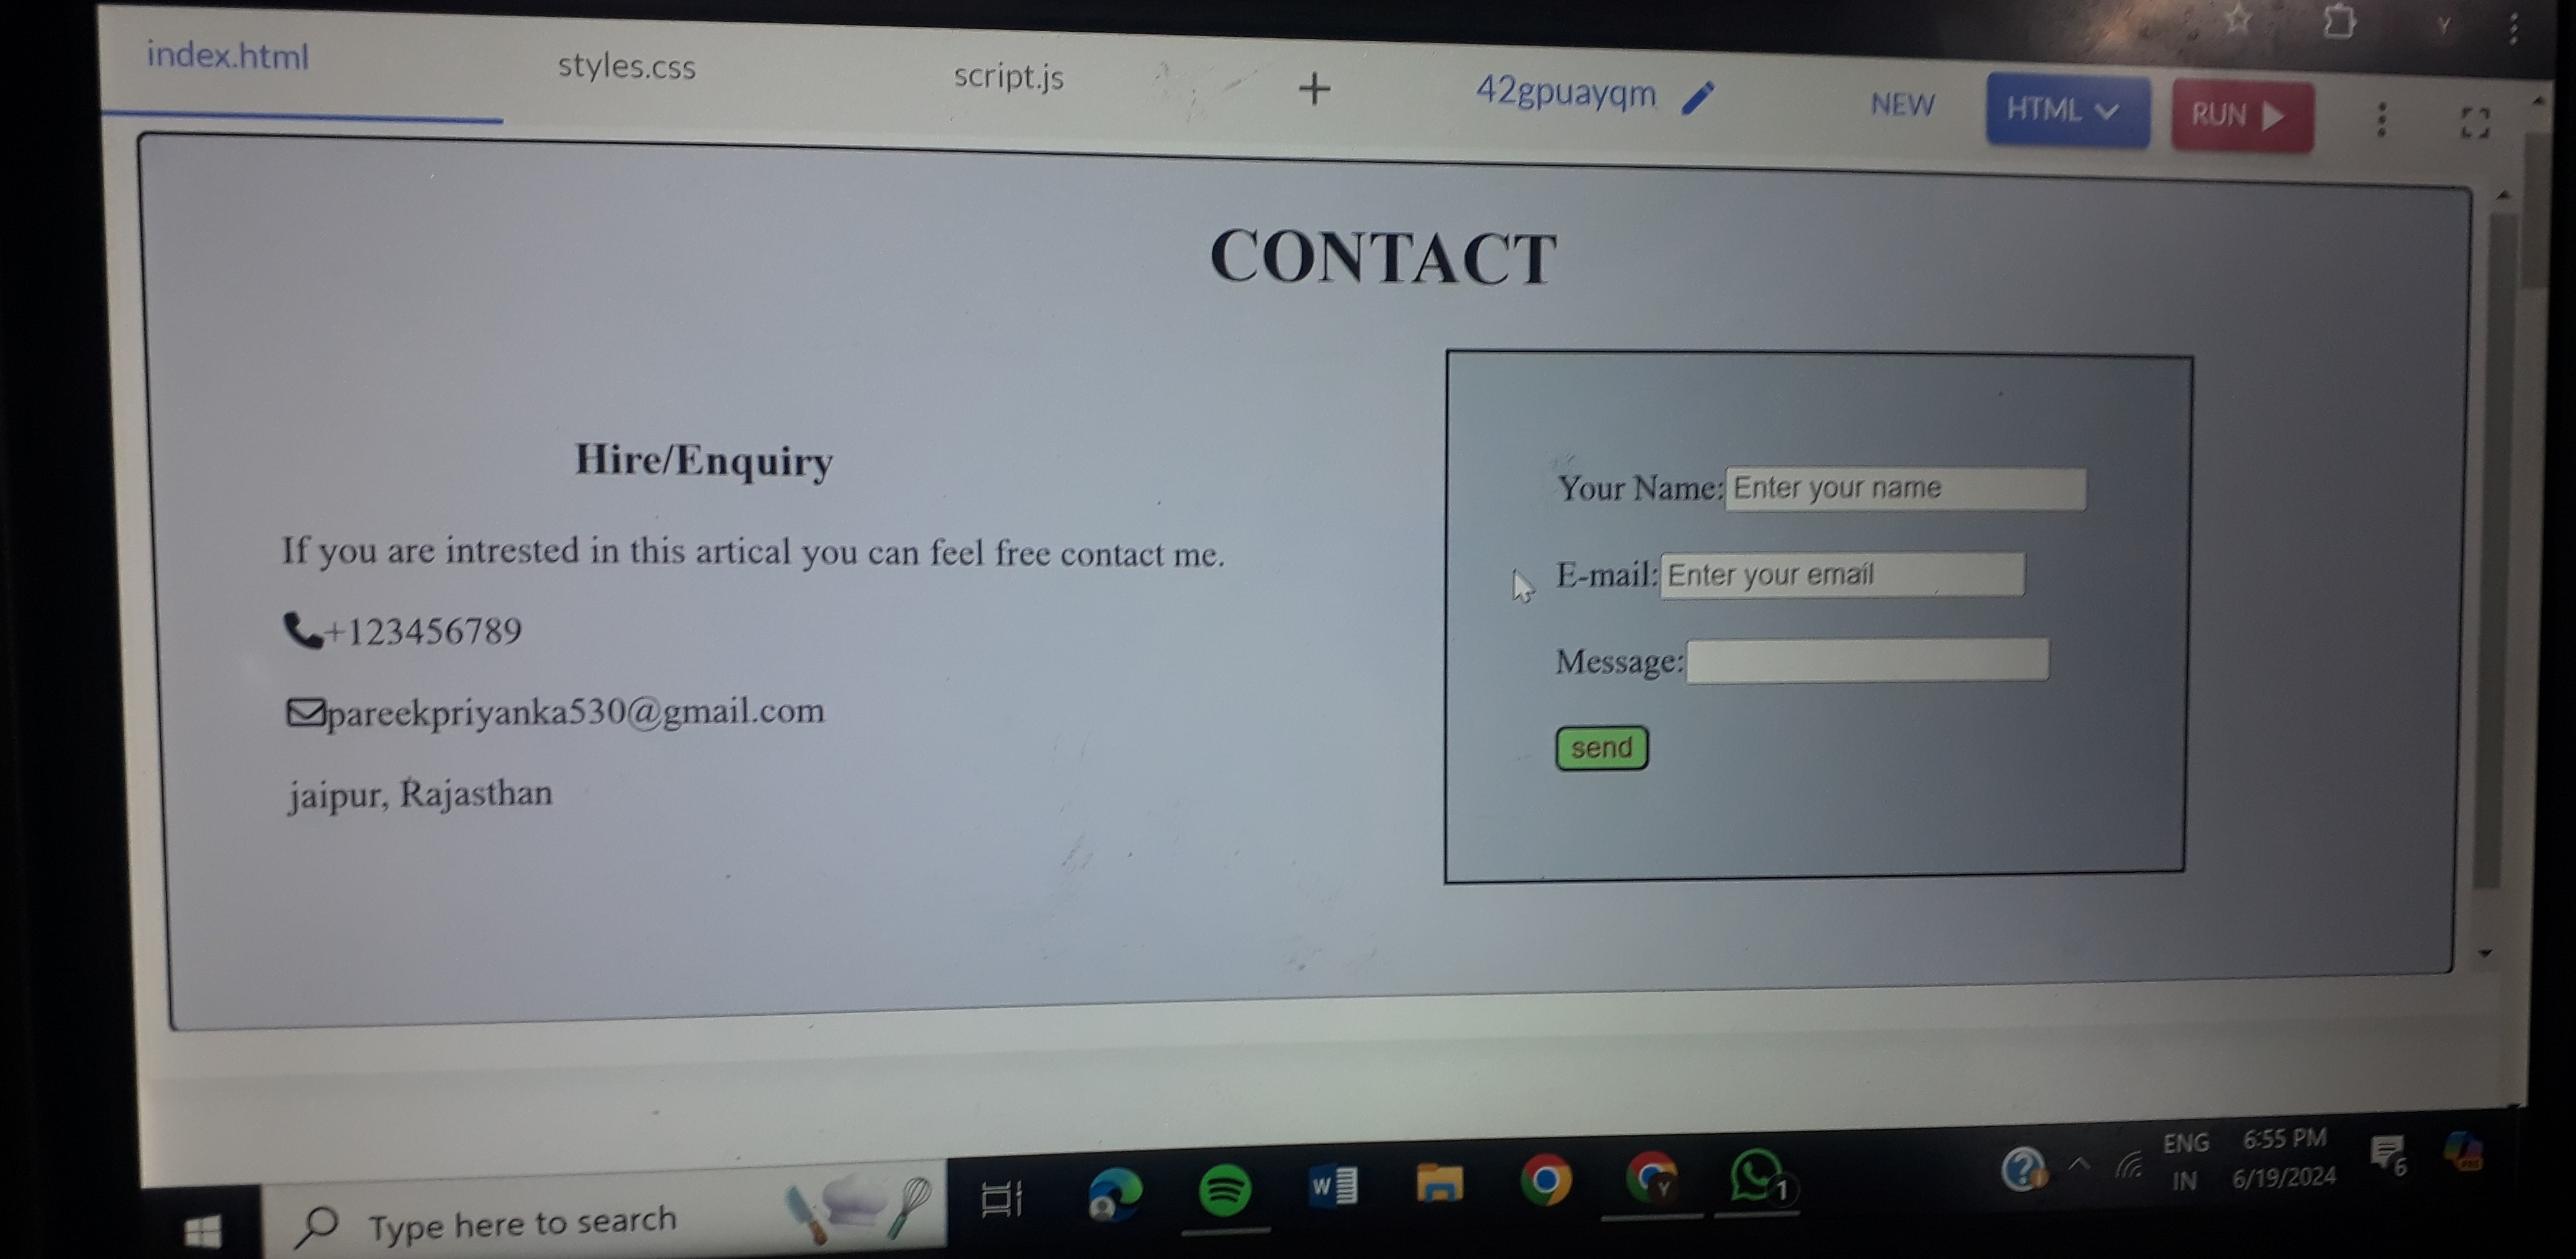 Y
index.html
styles.css
script.js
+
42gpuayqm
NEW
HTML
RUN
CONTACT
Hire/Enquiry
If you are intrested in this artical you can feel free contact me.
+123456789
pareekpriyanka530@gmail.com
jaipur, Rajasthan
Your Name: Enter your name
E-mail: Enter your email
Message:
send
Type here to search
W
Y
1
?
ENG
IN
6:55 PM
6/19/2024
6